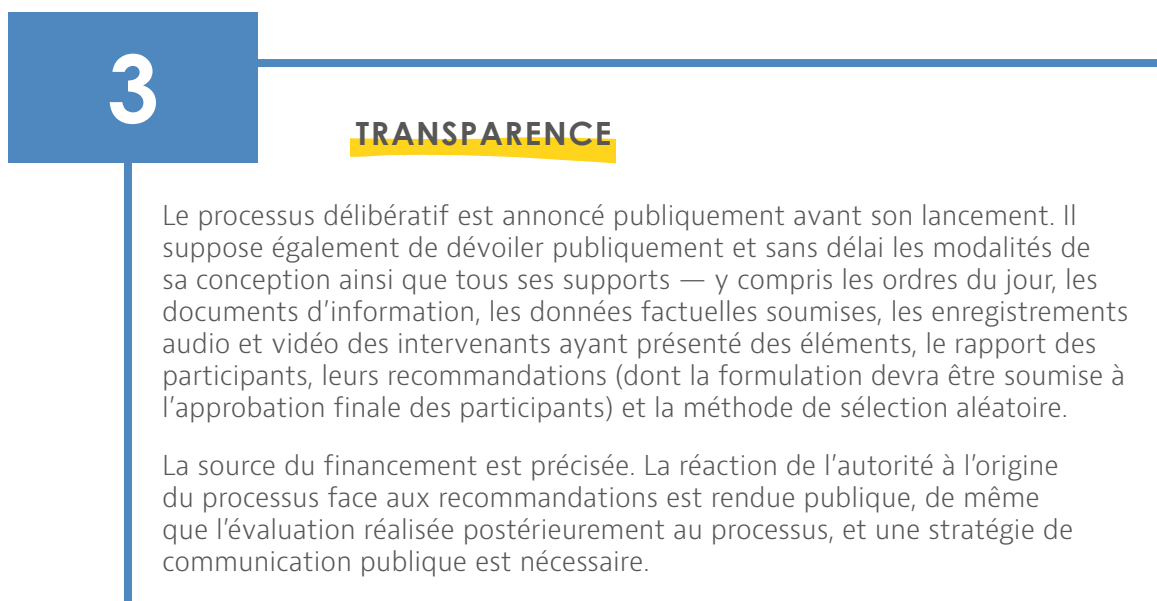 3
TRANSPARENCE
Le processus délibératif est annoncé publiquement avant son lancement. Il
suppose également de dévoiler publiquement et sans délai les modalités de
sa conception ainsi que tous ses supports — y compris les ordres du jour, les
documents d’information, les données factuelles soumises, les enregistrements
audio et vidéo des intervenants ayant présenté des éléments, le rapport des
participants, leurs recommandations (dont la formulation devra être soumise à
l’approbation finale des participants) et la méthode de sélection aléatoire.
La source du financement est précisée. La réaction de l’autorité à l’origine
du processus face aux recommandations est rendue publique, de même
que l’évaluation réalisée postérieurement au processus, et une stratégie de
communication publique est nécessaire.